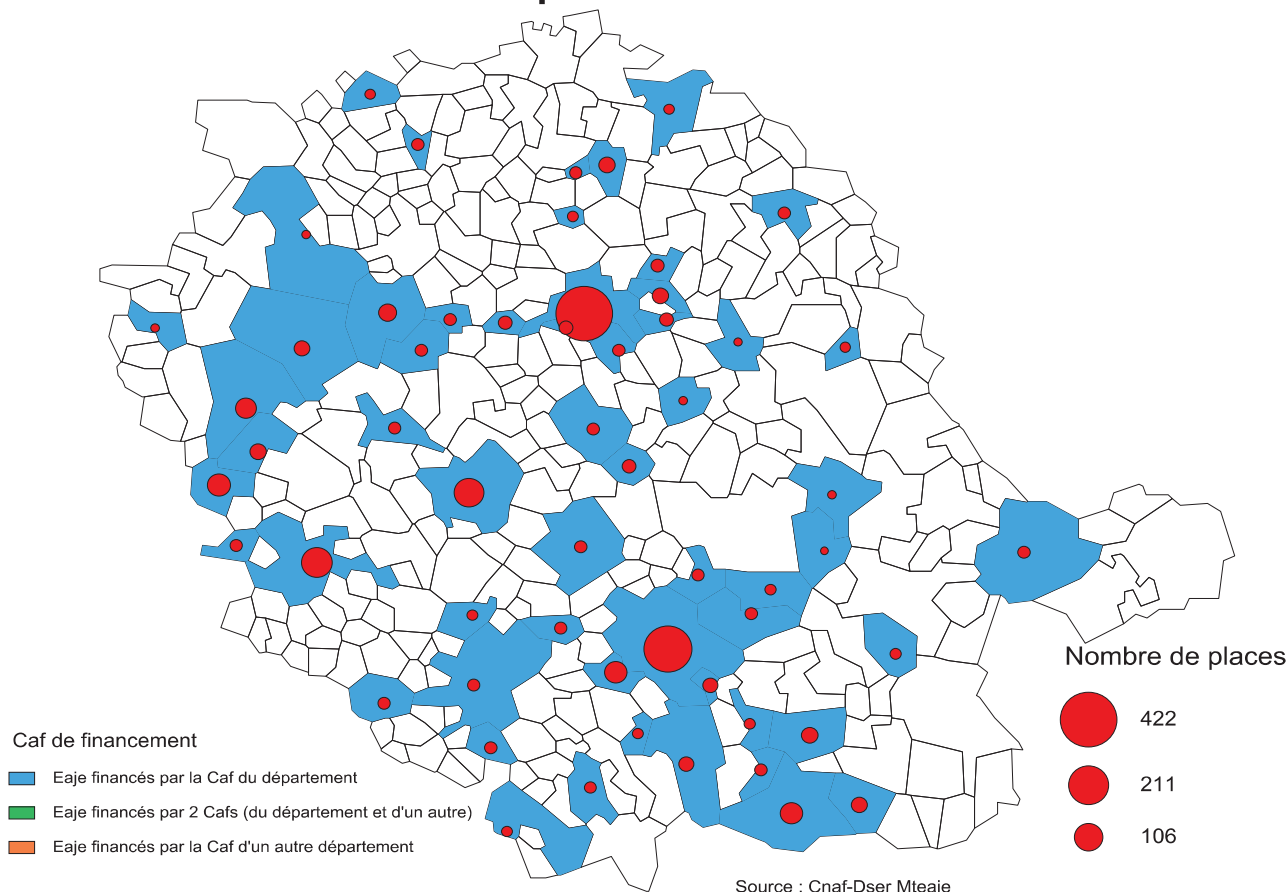 Nombre de places
422
211
106
Caf de financement
Eaje financés par la Caf du département
Eaje financés par 2 Cafs (du département et d'un autre)
Eaje financés par la Caf d'un autre département
Source : Cnaf-Dser Mteaie